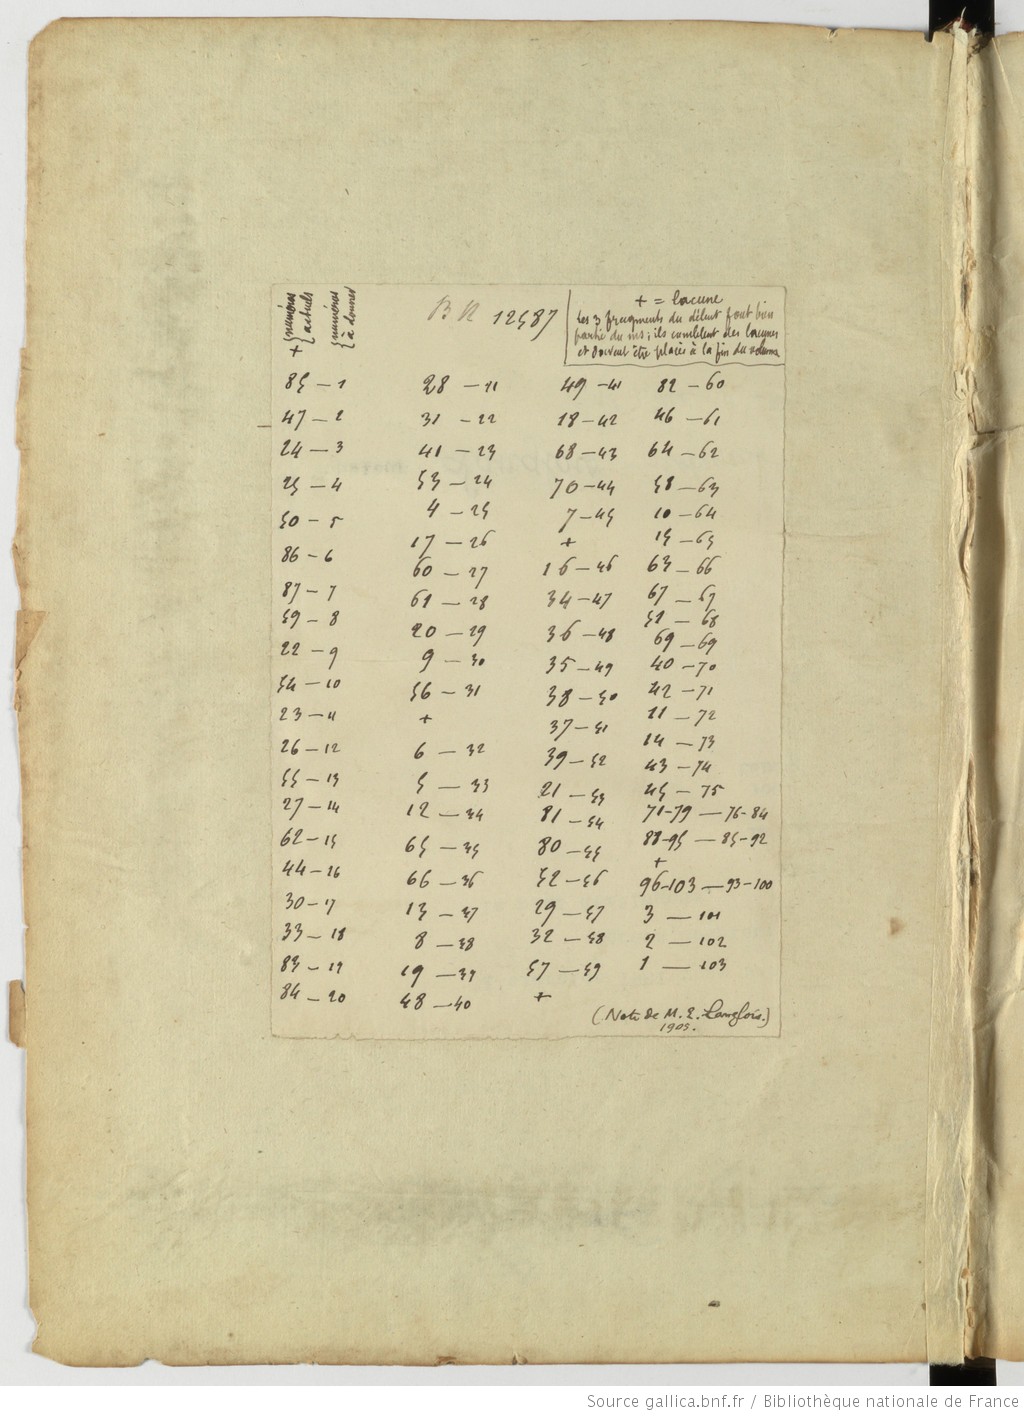 + { numéros actuels
{ numéros à donner
BN 12587
+ = lacune
Les 3 fragments du début font bien
partie du ms; ils comblent des lacunes
et doivent être placés à la fin du volume
85 — 1
47 — 2
24 — 3
25 — 4
50 — 5
86 — 6
87 — 7
59 — 8
22 — 9
54 — 10
23 — 11
26 — 12
55 — 13
27 — 14
62 — 15
44 — 16
30 — 17
33 — 18
83 — 19
84 — 20
28 — 21
31 — 22
41 — 23
53 — 24
4 — 25
17 — 26
60 — 27
61 — 28
20 — 29
9 — 30
56 — 31
+
6 — 32
5 — 33
12 — 34
65 — 35
66 — 36
13 — 37
8 — 38
19 — 39
48 — 40
49 — 41
18 — 42
68 — 43
70 — 44
7 — 45
+
16 — 46
34 — 47
36 — 48
35 — 49
38 — 50
37 — 51
39 — 52
21 — 53
81 — 54
80 — 55
52 — 56
29 — 57
32 — 58
57 — 59
+
82 — 60
46 — 61
64 — 62
58 — 63
10 — 64
15 — 65
63 — 66
67 — 67
51 — 68
69 — 69
40 — 70
42 — 71
11 — 72
14 — 73
43 — 74
45 — 75
71-79 — 76-84
88-95 — 85-92
+
96-103 — 93-100
3 — 101
2 — 102
1 — 103
(Note de M. E. Langlois.)
1905.
Source gallica.bnf.fr / Bibliothèque nationale de France